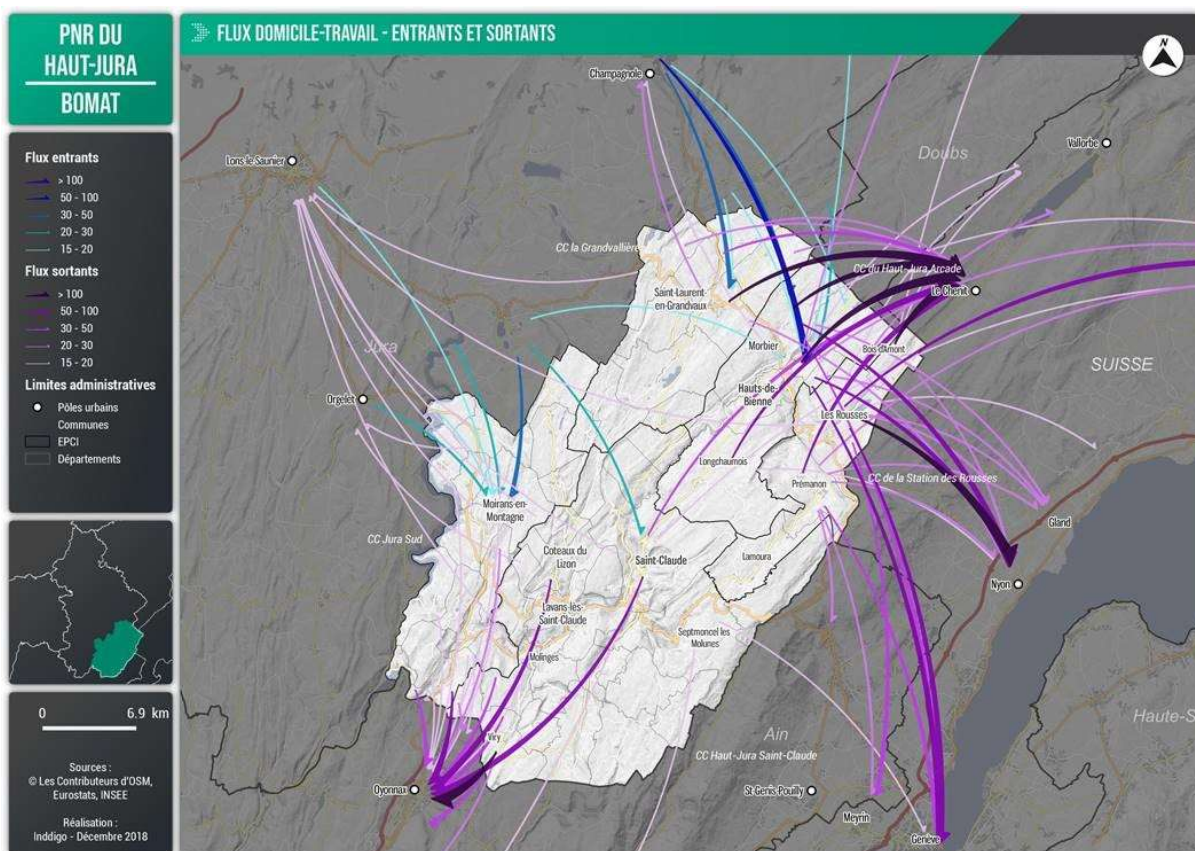 PNR DU
HAUT-JURA
BOMAT
FLUX DOMICILE-TRAVAIL - ENTRANTS ET SORTANTS
N
Flux entrants
> 100
50 - 100
30 - 50
20 - 30
15 - 20
Flux sortants
> 100
50 - 100
30 - 50
20 - 30
15 - 20
Limites administratives
Pôles urbains
Communes
EPCI
Départements
0 6.9 km
Sources :
© Les Contributeurs d'OSM,
Eurostats, INSEE
Réalisation :
Inddigo - Décembre 2018
Champagnole
Lons-le-Saunier
Vallorbe
Doubs
CC la Grandvallière
CC du Haut-Jura Arcade
Le Chenit
Saint-Laurent-
en-Grandvaux
Jura
Morbier
Bois-d'Amont
SUISSE
Orgelet
Hauts-de-
Bienne
Les Rousses
Longchaumois
Prémanon
CC de la Station des Rousses
Moirans-en-
Montagne
Gland
CC Jura Sud
Coteaux du
Lizon
Saint-Claude
Lamoura
Nyon
Lavans-lès-
Saint-Claude
Septmoncel les
Molunes
Molinges
Viry
Ain
CC Haut-Jura Saint-Claude
Haute-S
Oyonnax
St-Genis-Pouilly
Meyrin
Genève